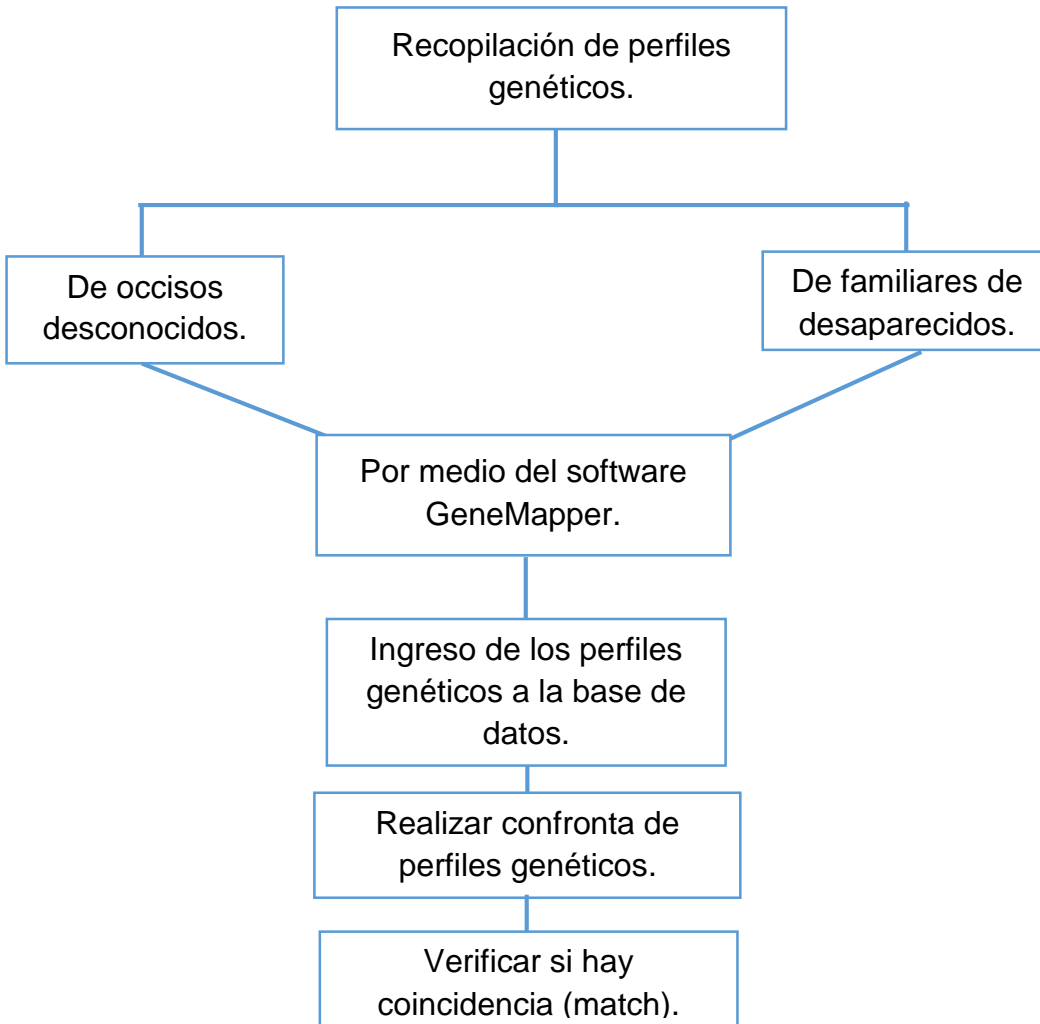 Recopilación de perfiles
genéticos.
De occisos
desconocidos.
De familiares de
desaparecidos.
Por medio del software
GeneMapper.
Ingreso de los perfiles
genéticos a la base de
datos.
Realizar confronta de
perfiles genéticos.
Verificar si hay
coincidencia (match).